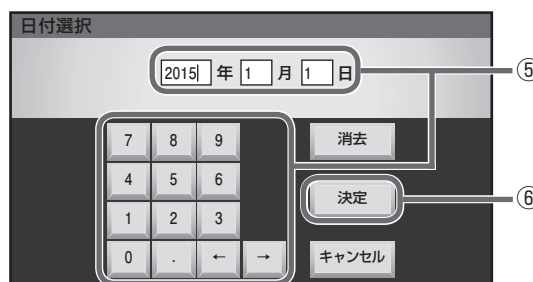 日付選択
2015 年 1 月 1 日
⑤
7 8 9 消去
4 5 6
決定
⑥
1 2 3
0 . ← → キャンセル